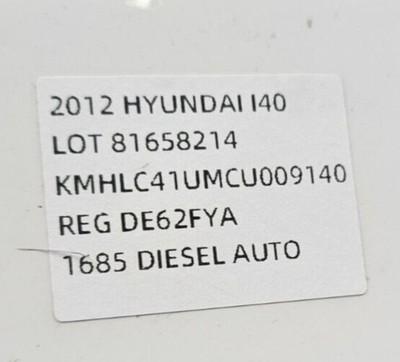 2012 HYUNDAI I40
LOT 81658214
KMHLC41UMCU009140
REG DE62FYA
1685 DIESEL AUTO